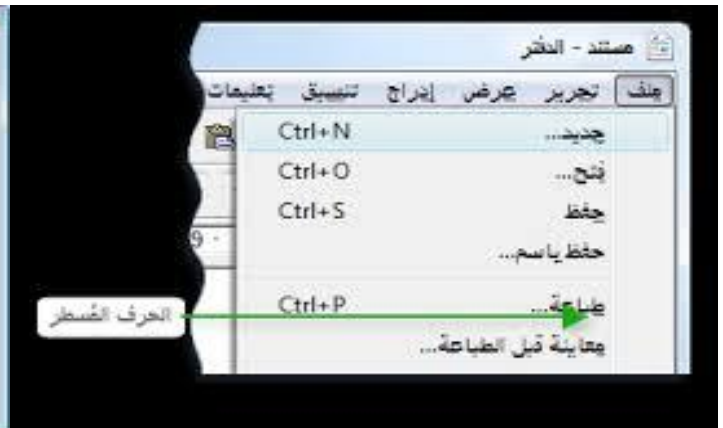 مستند - الدفتر
ملف تحرير عرض إدراج تنسيق تعليمات
جديد... Ctrl+N
فتح... Ctrl+O
حفظ Ctrl+S
حفظ باسم...
9
طباعة... Ctrl+P
الحرف المُسطر
معاينة قبل الطباعة...